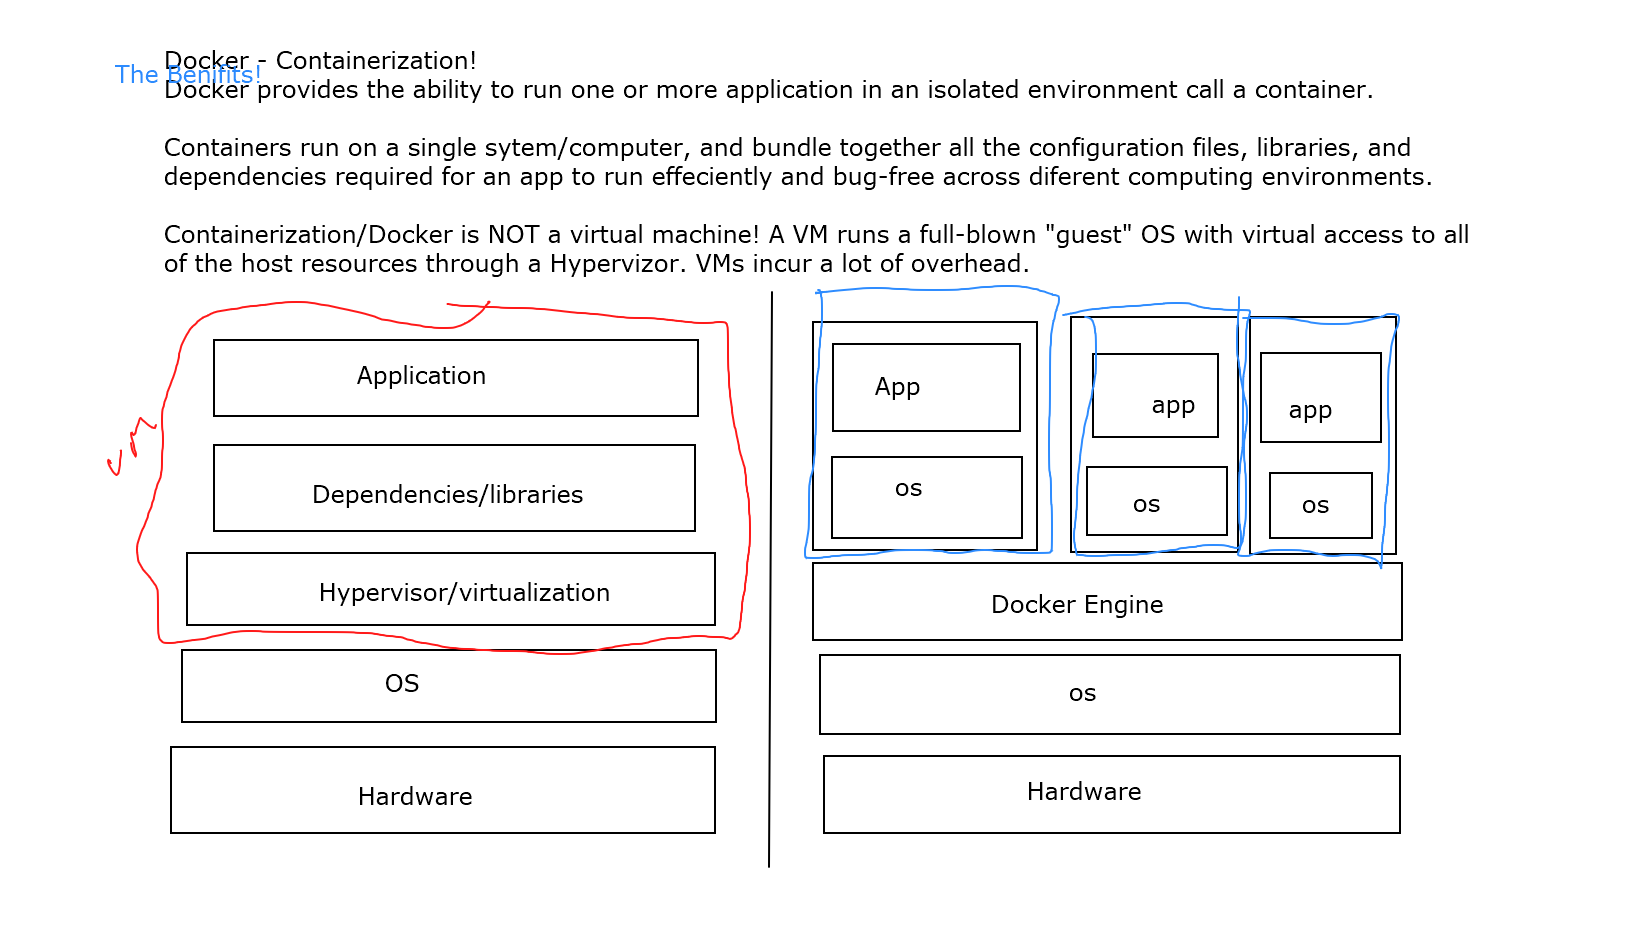 Docker - Containerization!
The Benifits!
Docker provides the ability to run one or more application in an isolated environment call a container.
Containers run on a single sytem/computer, and bundle together all the configuration files, libraries, and
dependencies required for an app to run effeciently and bug-free across diferent computing environments.
Containerization/Docker is NOT a virtual machine! A VM runs a full-blown "guest" OS with virtual access to all
of the host resources through a Hypervizor. VMs incur a lot of overhead.
vm
Application
Dependencies/libraries
Hypervisor/virtualization
OS
Hardware
App
os
app
os
app
os
Docker Engine
os
Hardware